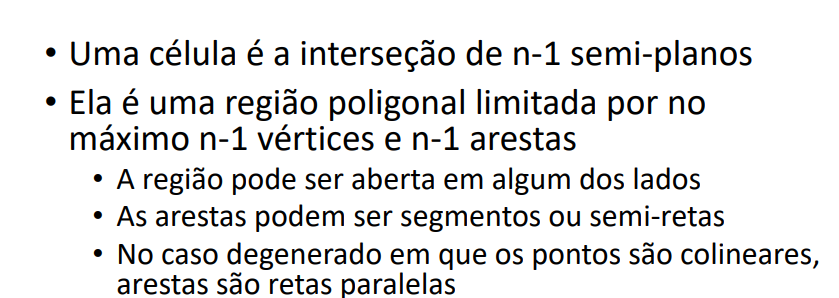 • Uma célula é a interseção de n-1 semi-planos
• Ela é uma região poligonal limitada por no
máximo n-1 vértices e n-1 arestas
• A região pode ser aberta em algum dos lados
• As arestas podem ser segmentos ou semi-retas
• No caso degenerado em que os pontos são colineares,
arestas são retas paralelas